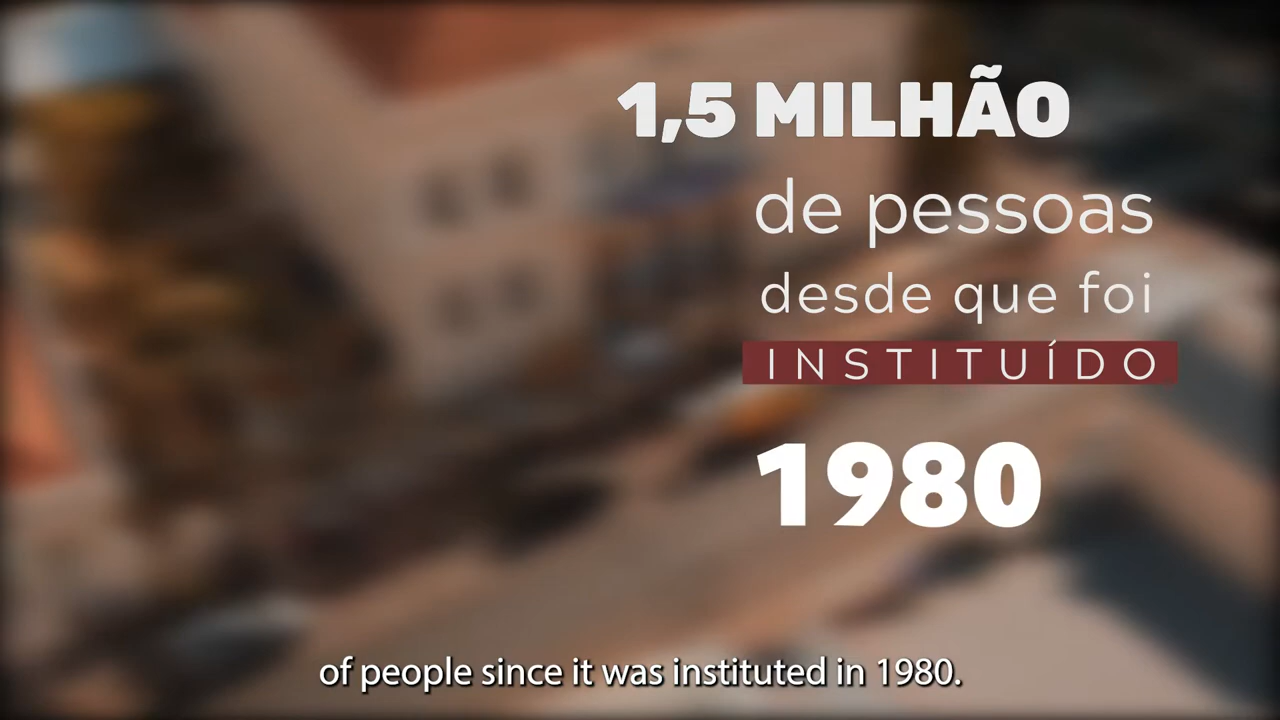 1,5 MILHÃO
de pessoas
desde que foi
INSTITUÍDO
1980
of people since it was instituted in 1980.